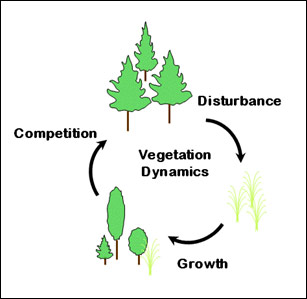 Disturbance
Competition
Vegetation
Dynamics
Growth